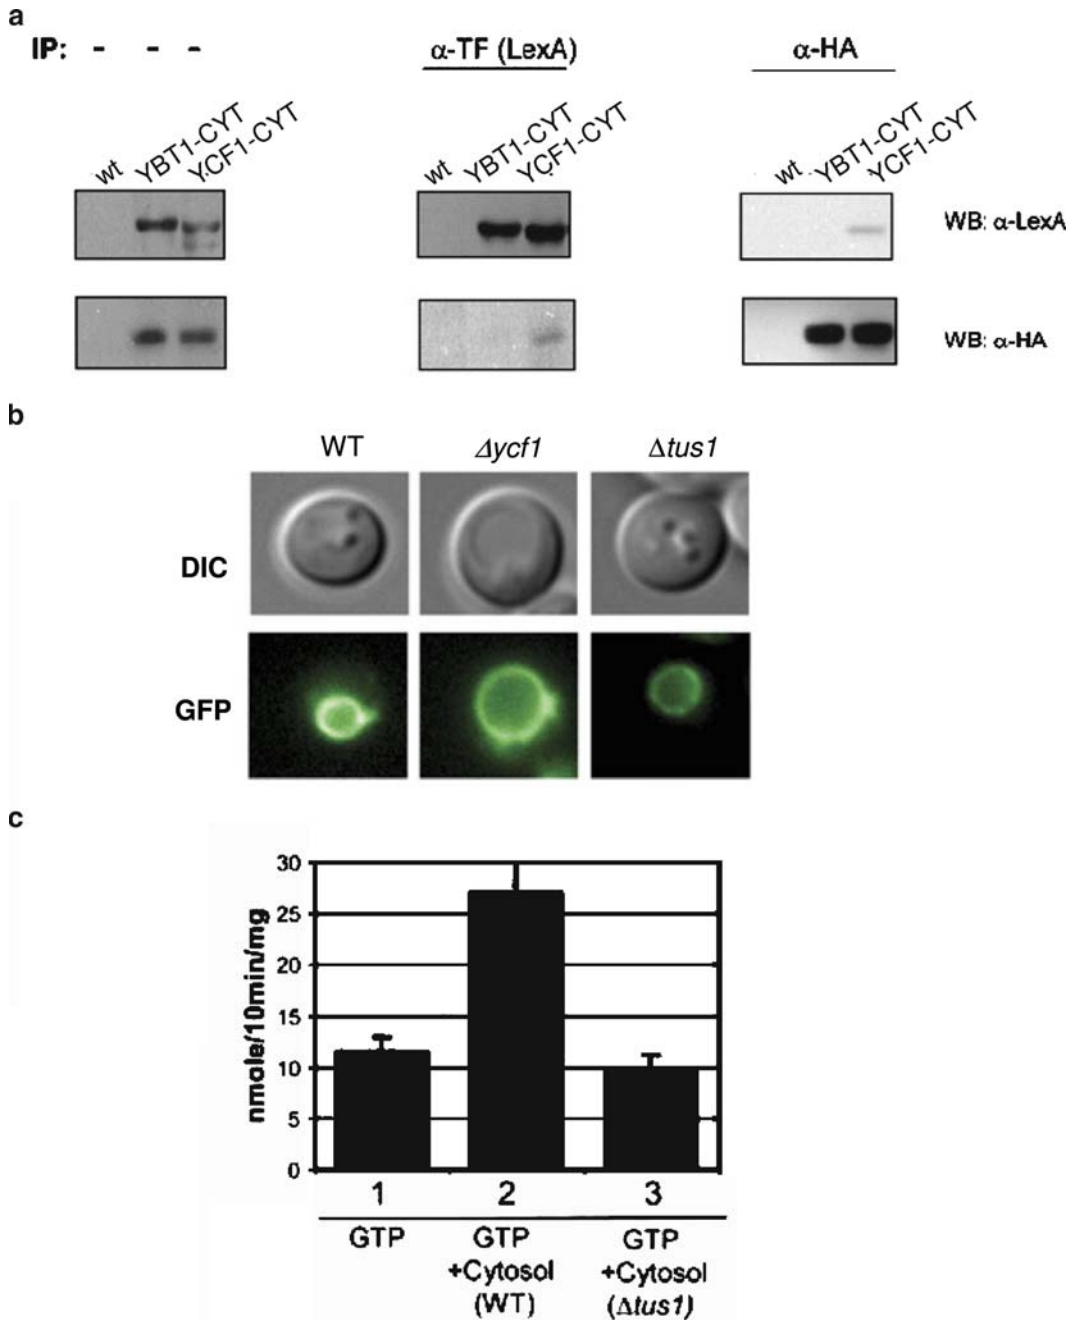 a
IP: - - - α-TF (LexA) α-HA
wt YBT1-CYT YCF1-CYT wt YBT1-CYT YCF1-CYT wt YBT1-CYT YCF1-CYT
WB: α-LexA
WB: α-HA
b
WT Δycf1 Δtus1
DIC
GFP
c
nmole/10min/mg
30
25
20
15
10
5
0
1 2 3
GTP GTP GTP
+Cytosol +Cytosol
(WT) (Δtus1)